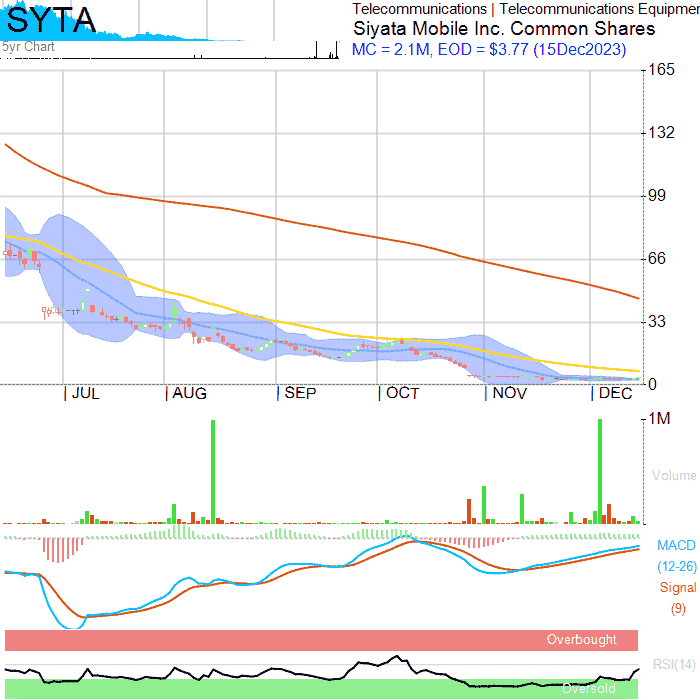 SYTA
Telecommunications | Telecommunications Equipmen
Siyata Mobile Inc. Common Shares
5yr Chart
MC = 2.1M, EOD = $3.77 (15Dec2023)
165
132
99
66
33
0
JUL
AUG
SEP
OCT
NOV
DEC
1M
Volume
MACD
(12-26)
Signal
(9)
Overbought
RSI(14)
Oversold